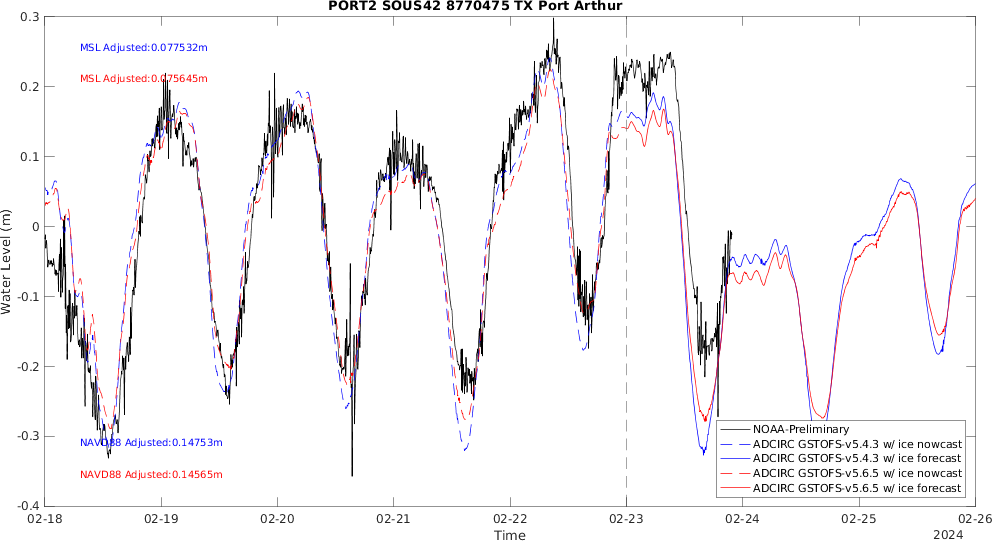 PORT2 SOUS42 8770475 TX Port Arthur
0.3
0.2
0.1
0
-0.1
-0.2
-0.3
-0.4
Water Level (m)
MSL Adjusted:0.077532m
MSL Adjusted:0.075645m
NAVD88 Adjusted:0.14753m
NAVD88 Adjusted:0.14565m
NOAA-Preliminary
ADCIRC GSTOFS-v5.4.3 w/ ice nowcast
ADCIRC GSTOFS-v5.4.3 w/ ice forecast
ADCIRC GSTOFS-v5.6.5 w/ ice nowcast
ADCIRC GSTOFS-v5.6.5 w/ ice forecast
02-18 02-19 02-20 02-21 02-22 02-23 02-24 02-25 02-26
Time
2024